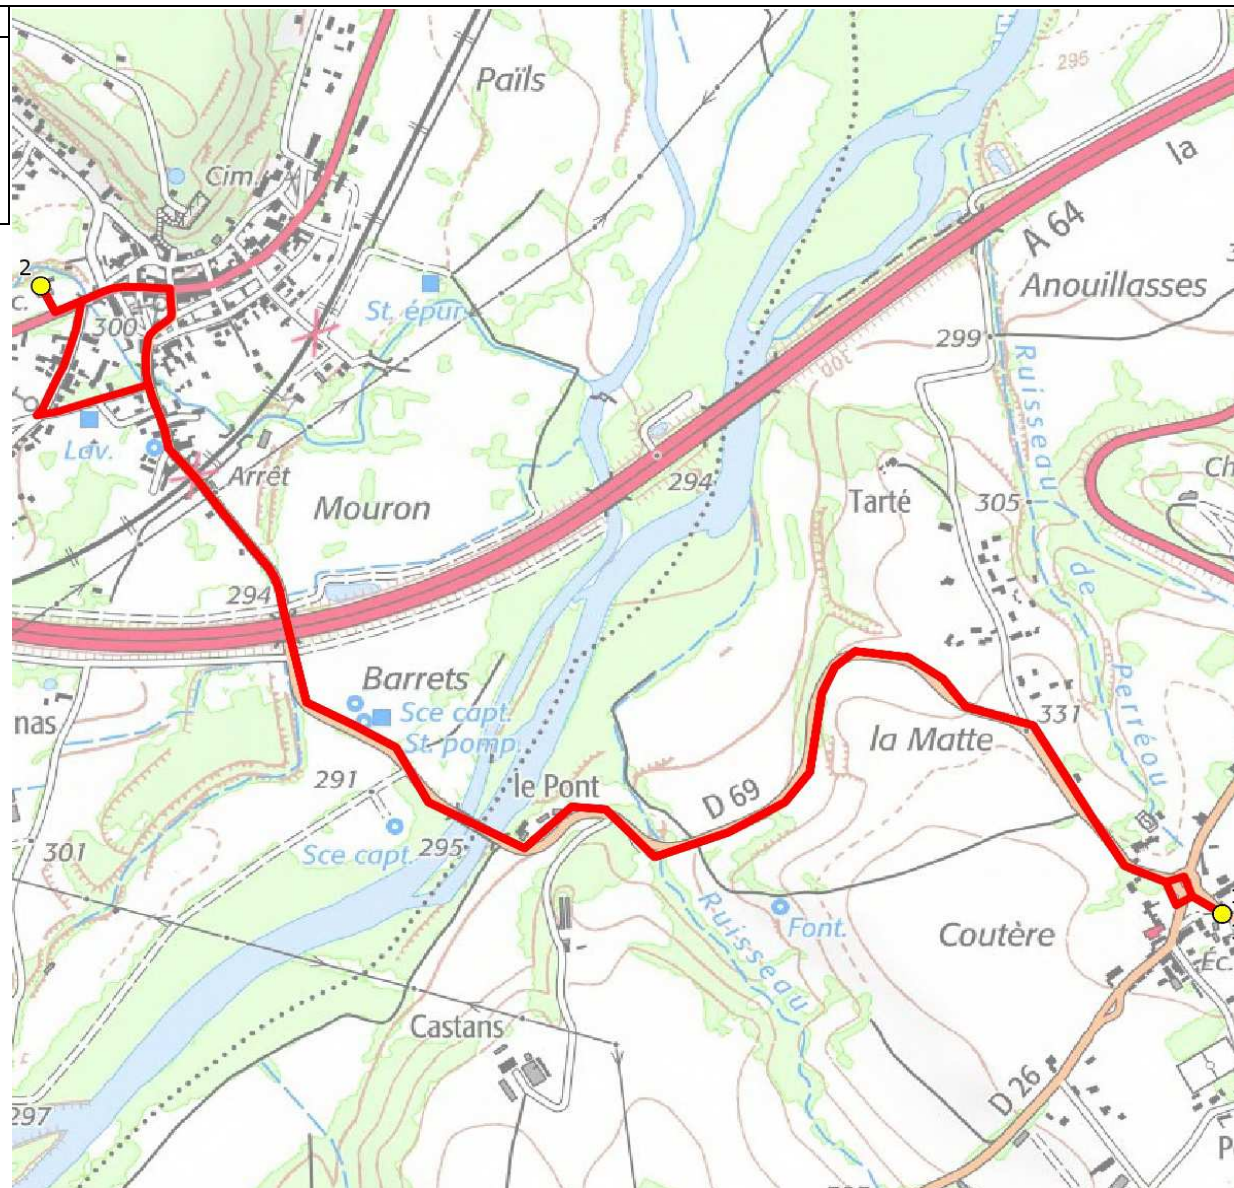 Païls
295
la
Cim.
A 64
2
Anouillasses
St. épur.
c.
300
299
308
Ruisseau
de
Perréou
Lav.
Arrêt
294
Ch
Tarté
305
Mouron
294
Barrets
Sce capt.
St. pomp.
331
nas
la Matte
291
le Pont
D 69
301
Sce capt.
295
Ruisseau
Font.
Coutère
Éc.
Castans
D 26
297
P